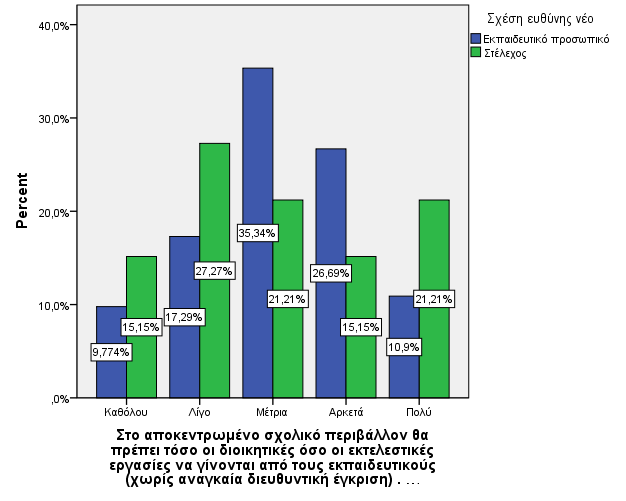 Σχέση ευθύνης νέο
Εκπαιδευτικό προσωπικό
Στέλεχος
Percent
40,0%
30,0%
20,0%
10,0%
,0%
9,774%
15,15%
17,29%
27,27%
35,34%
21,21%
26,69%
15,15%
10,9%
21,21%
Καθόλου
Λίγο
Μέτρια
Αρκετά
Πολύ
Στο αποκεντρωμένο σχολικό περιβάλλον θα
πρέπει τόσο οι διοικητικές όσο οι εκτελεστικές
εργασίες να γίνονται από τους εκπαιδευτικούς
(χωρίς αναγκαία διευθυντική έγκριση) . ...